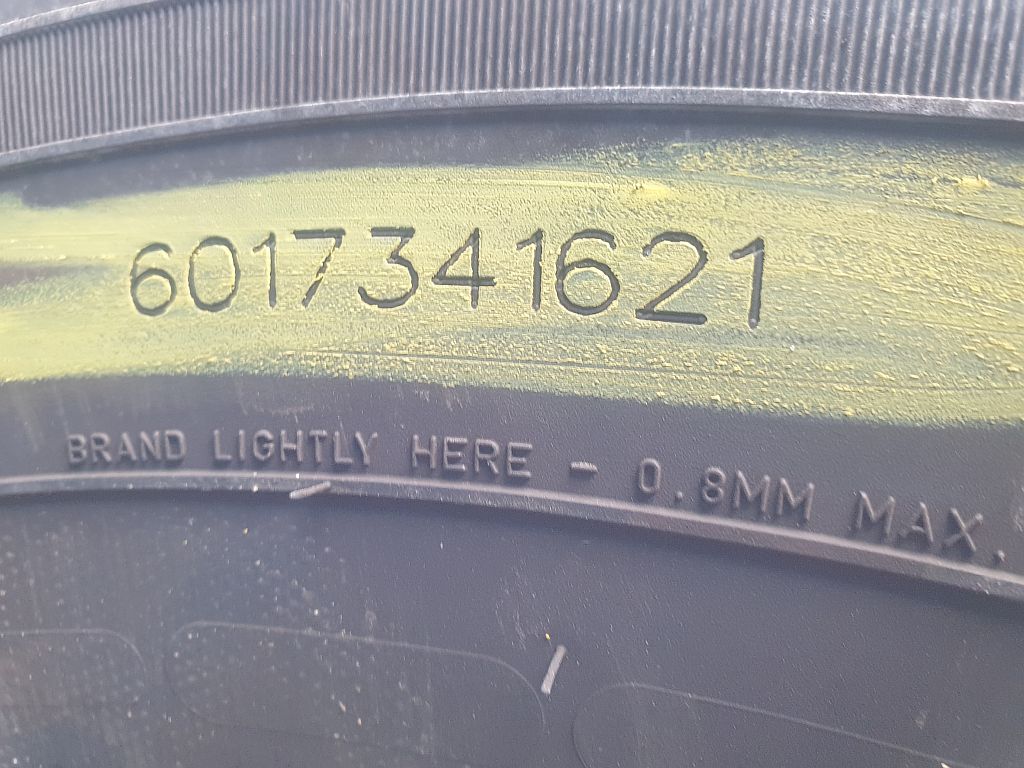 6017341621
BRAND LIGHTLY HERE - 0.8MM MAX.